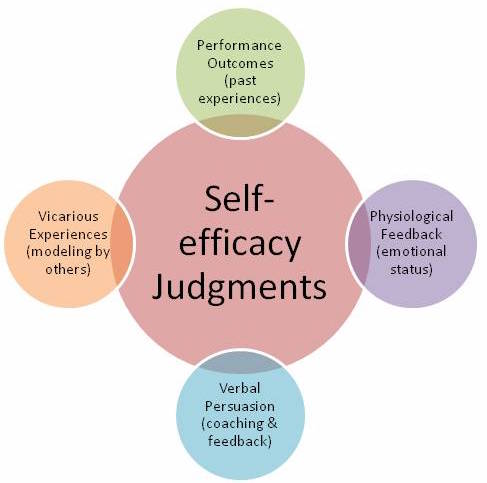 Performance
Outcomes
(past
experiences)
Self-
efficacy
Judgments
Vicarious
Experiences
(modeling by
others)
Physiological
Feedback
(emotional
status)
Verbal
Persuasion
(coaching &
feedback)